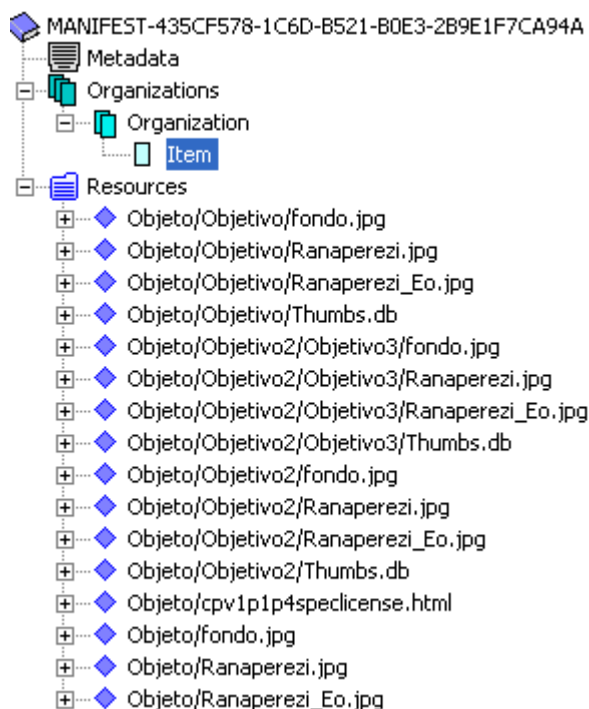 MANIFEST-435CF578-1C6D-B521-B0E3-2B9E1F7CA94A
Metadata
Organizations
Organization
Item
Resources
Objeto/Objetivo/fondo.jpg
Objeto/Objetivo/Ranaperezi.jpg
Objeto/Objetivo/Ranaperezi_Eo.jpg
Objeto/Objetivo/Thumbs.db
Objeto/Objetivo2/Objetivo3/fondo.jpg
Objeto/Objetivo2/Objetivo3/Ranaperezi.jpg
Objeto/Objetivo2/Objetivo3/Ranaperezi_Eo.jpg
Objeto/Objetivo2/Objetivo3/Thumbs.db
Objeto/Objetivo2/fondo.jpg
Objeto/Objetivo2/Ranaperezi.jpg
Objeto/Objetivo2/Ranaperezi_Eo.jpg
Objeto/Objetivo2/Thumbs.db
Objeto/cpv1p1p4speclicense.html
Objeto/fondo.jpg
Objeto/Ranaperezi.jpg
Objeto/Ranaperezi_Eo.jpg